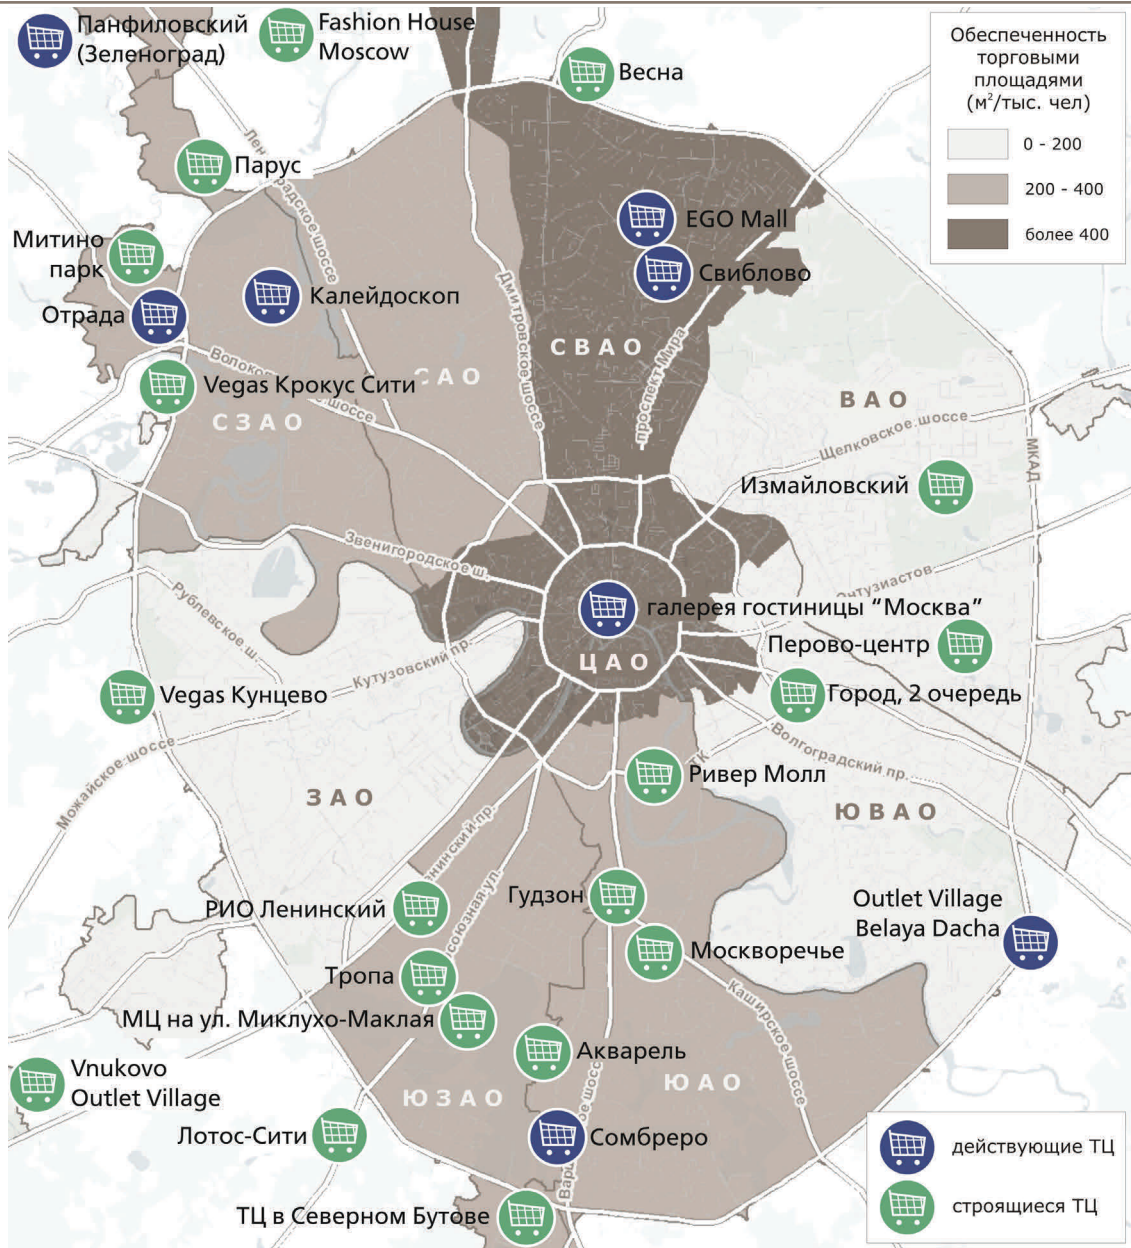 Панфиловский
(Зеленоград)
Fashion House
Moscow
Весна
Обеспеченность
торговыми
площадями
(м²/тыс. чел)
0 - 200
200 - 400
более 400
Парус
Ленинградское шоссе
EGO Mall
Свиблово
Митино
парк
Отрада
Калейдоскоп
Дмитровское шоссе
проспект Мира
СВАО
Vegas Крокус Сити
САО
шоссе
СЗАО
ВАО
Щелковское шоссе
МКАД
Измайловский
Звенигородское ш.
Энтузиастов
Рублевское ш.
галерея гостиницы “Москва”
Перово-центр
ЦАО
Кутузовский пр.
Vegas Кунцево
Город, 2 очередь
Можайское шоссе
Волгоградский пр.
ТК
Ривер Молл
ЗАО
ЮВАО
Ленинский пр.
РИО Ленинский
Гудзон
Outlet Village
Belaya Dacha
Москворечье
Тропа
МЦ на ул. Миклухо-Маклая
Каширское шоссе
Акварель
Vnukovo
Outlet Village
ЮЗАО
ЮАО
Лотос-Сити
Сомбреро
ТЦ в Северном Бутове
действующие ТЦ
строящиеся ТЦ